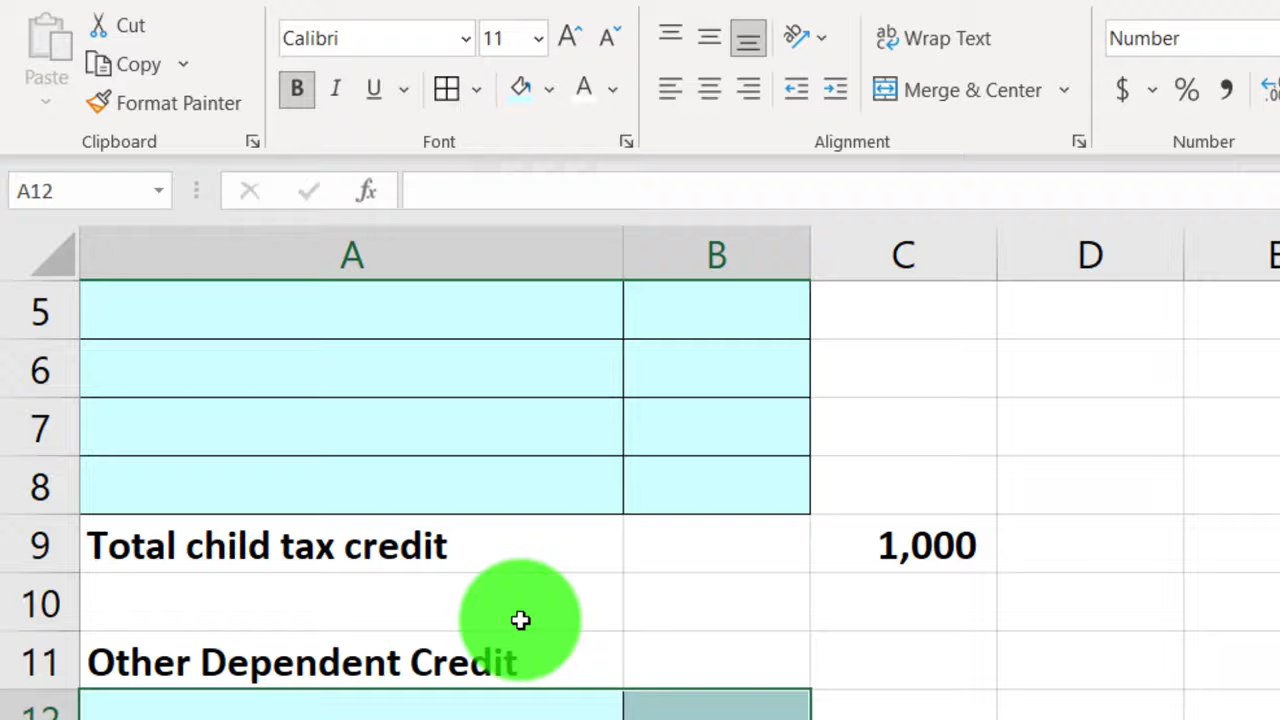 Cut
Calibri
11
Wrap Text
Number
Paste
Copy
Format Painter
B
I
U
A
Merge & Center
$
%
Clipboard
Font
Alignment
Number
A12
fx
A
B
C
D
E
5
6
7
8
9 Total child tax credit 1,000
10
11 Other Dependent Credit
12